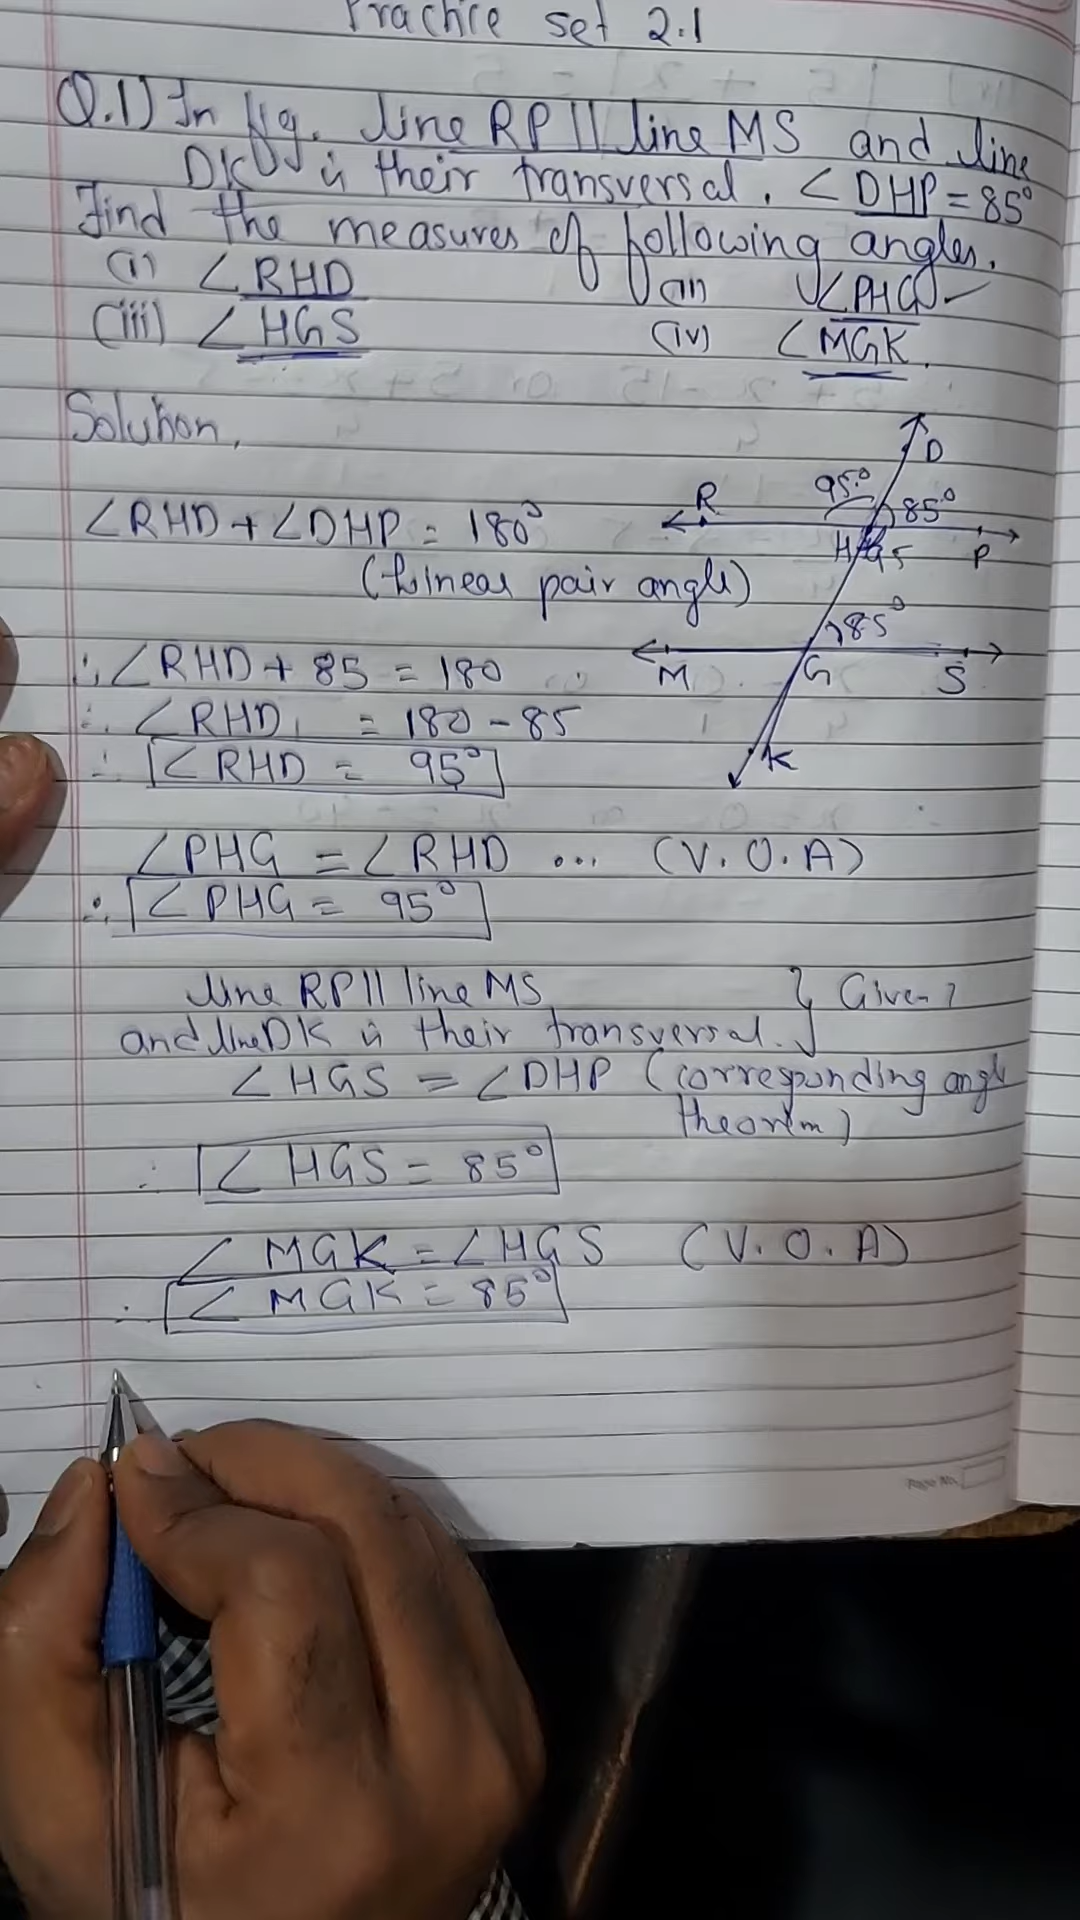 Practice set 2.1
Q.1) In fig. line RP || line MS and line
DK is their transversal. ∠DHP = 85°
Find the measures of following angles.
(i) ∠RHD (ii) ∠PHG
(iii) ∠HGS (iv) ∠MGK.
Solution,
D
95° 85°
R
H 95 P
∠RHD + ∠DHP = 180°
(Linear pair angle)
85°
M G S
K
∴ ∠RHD + 85 = 180
∴ ∠RHD = 180 - 85
∴ ∠RHD = 95°
∠PHG = ∠RHD ... (V.O.A)
∴ ∠PHG = 95°
line RP || line MS } Given
and line DK is their transversal.
∠HGS = ∠DHP (corresponding angle
theorem)
∴ ∠HGS = 85°
∠MGK = ∠HGS (V.O.A)
∴ ∠MGK = 85°
Page No.